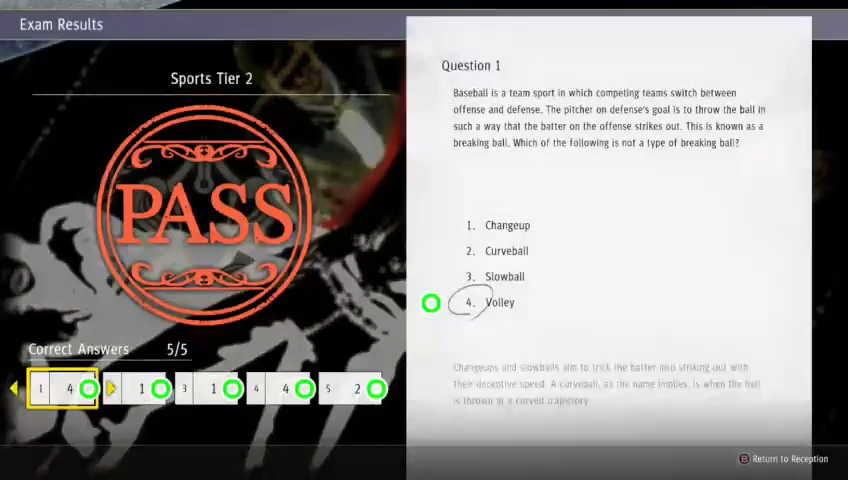 Exam Results
Sports Tier 2
PASS
Correct Answers 5/5
1 4 1 3 1 4 4 5 2
Question 1
Baseball is a team sport in which competing teams switch between
offense and defense. The pitcher on defense's goal is to throw the ball in
such a way that the batter on the offense strikes out. This is known as a
breaking ball. Which of the following is not a type of breaking ball?
1. Changeup
2. Curveball
3. Slowball
4. Volley
Changeups and slowballs aim to trick the batter into striking out with
their deceptive speed. A curveball, as the name implies, is when the ball
is thrown at a curved trajectory
B Return to Reception